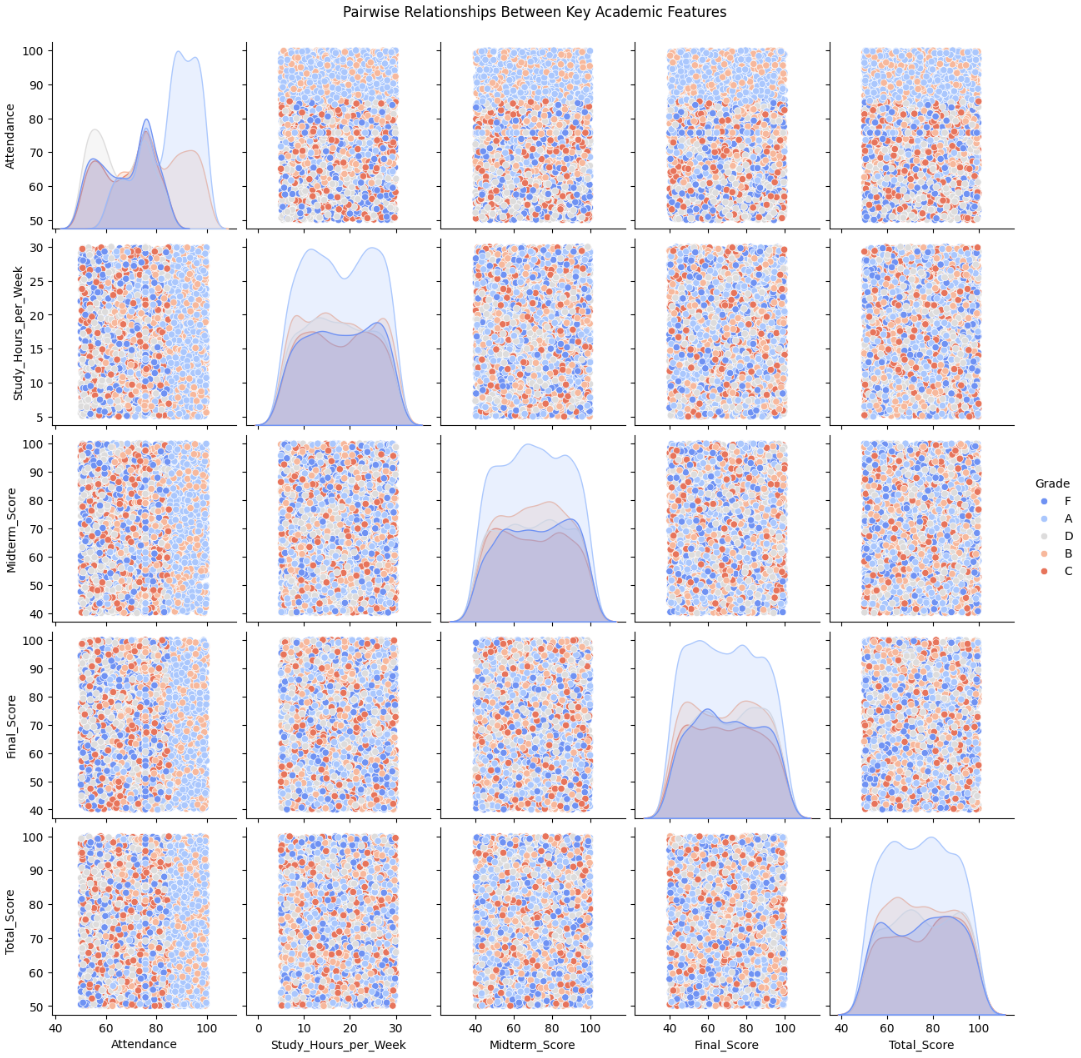 Pairwise Relationships Between Key Academic Features
100
90
80
70
60
50
Attendance
30
25
20
15
10
5
Study_Hours_per_Week
100
90
80
70
60
50
40
Midterm_Score
100
90
80
70
60
50
40
Final_Score
100
90
80
70
60
50
Total_Score
Grade
F
A
D
B
C
40 60 80 100
0 10 20 30
40 60 80 100
40 60 80 100
40 60 80 100
Attendance
Study_Hours_per_Week
Midterm_Score
Final_Score
Total_Score